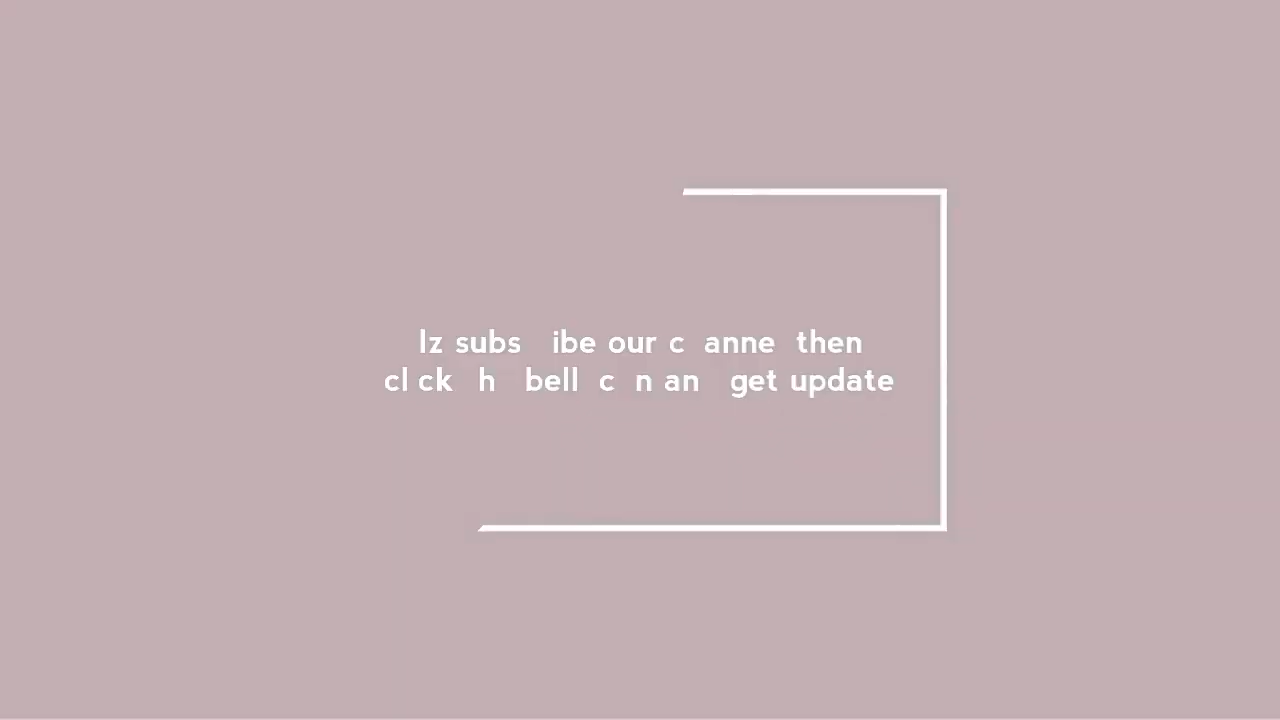 lz subs ibe our c anne then
cl ck h bell c n an get update